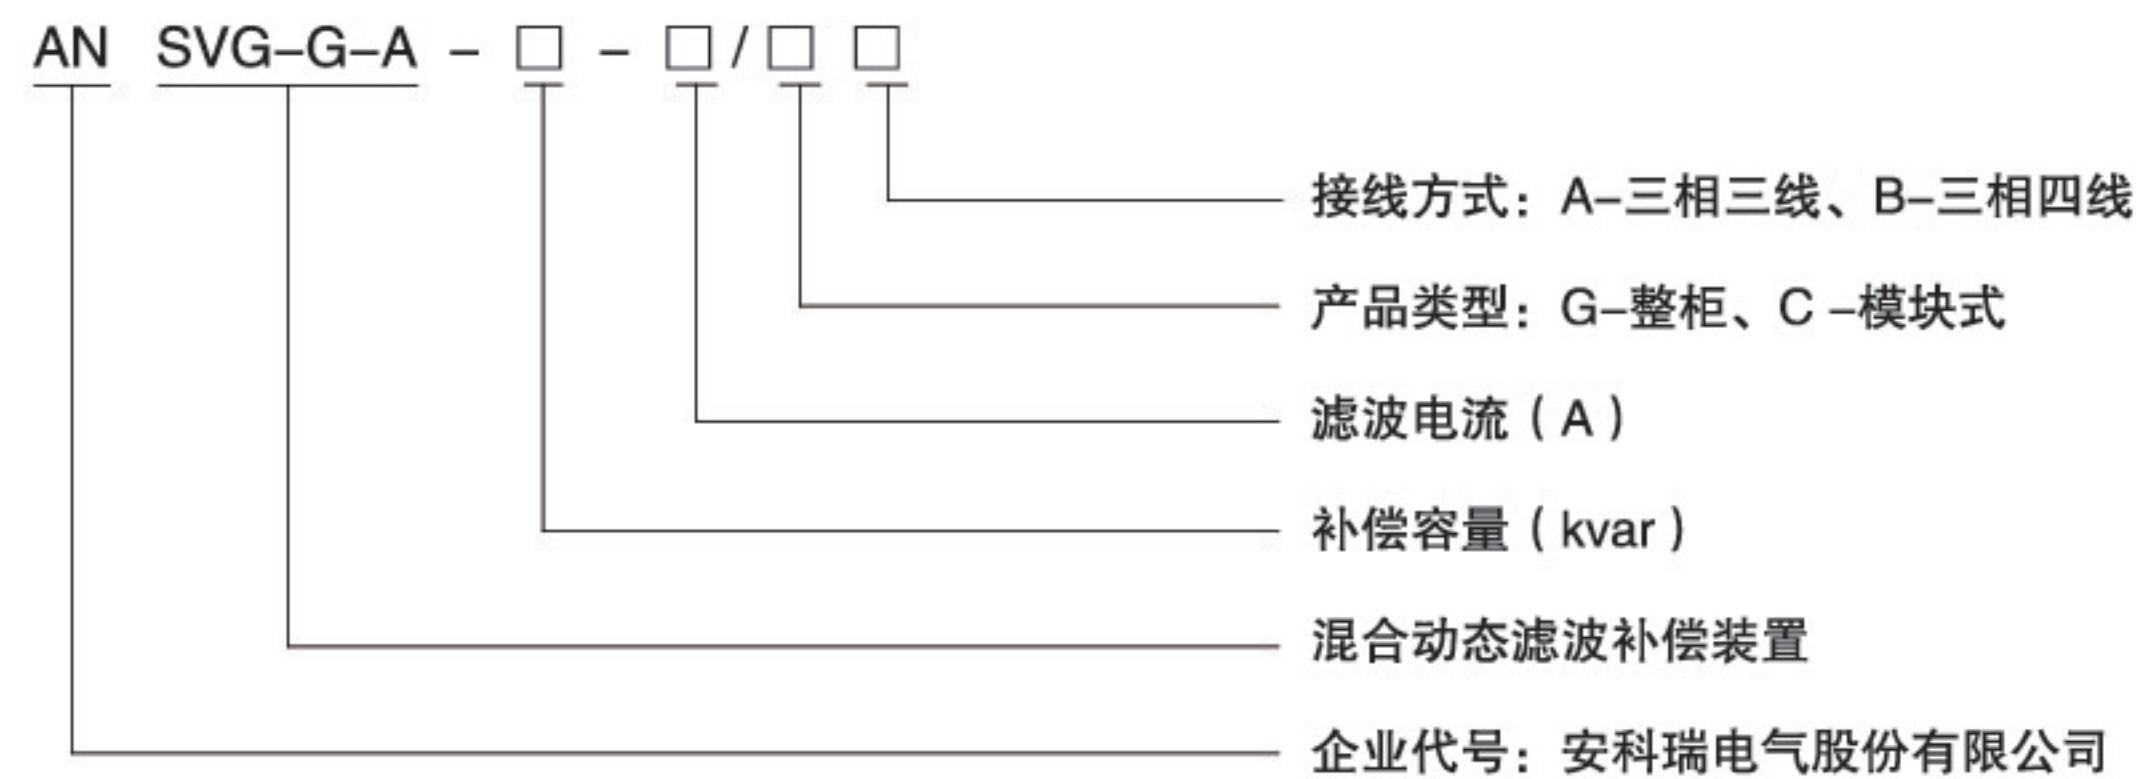 AN SVG–G–A – □ – □ / □ □
接线方式：A–三相三线、B–三相四线
产品类型：G–整柜、C –模块式
滤波电流（A）
补偿容量（kvar）
混合动态滤波补偿装置
企业代号：安科瑞电气股份有限公司